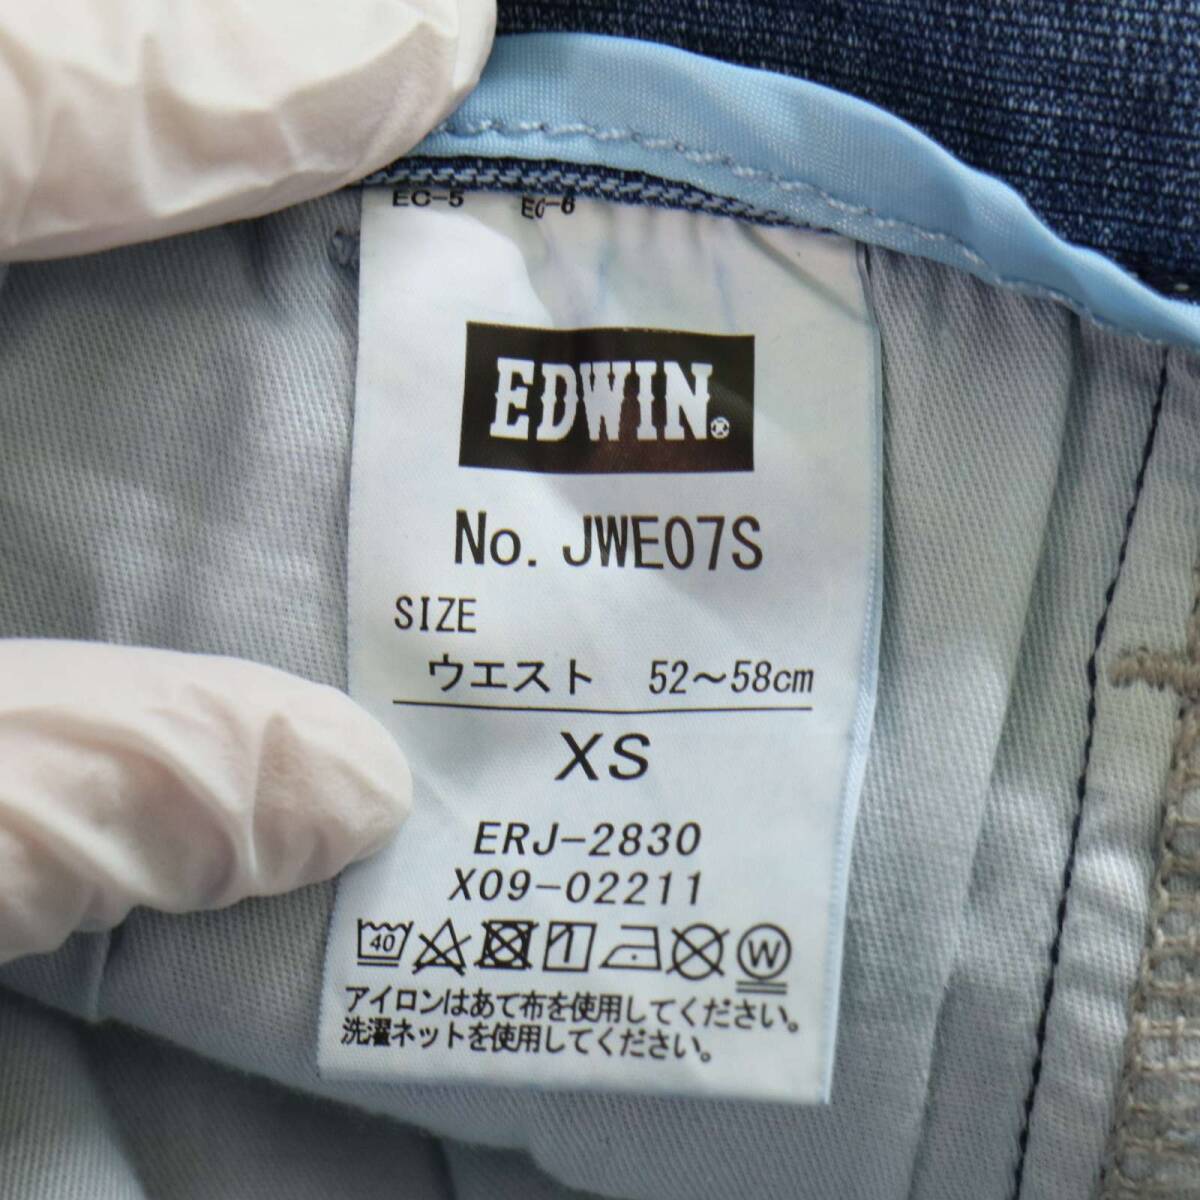 EC-5 EC-6
EDWIN®
No. JWE07S
SIZE
ウエスト 52～58cm
XS
ERJ-2830
X09-02211
40 W
アイロンはあて布を使用してください。
洗濯ネットを使用してください。